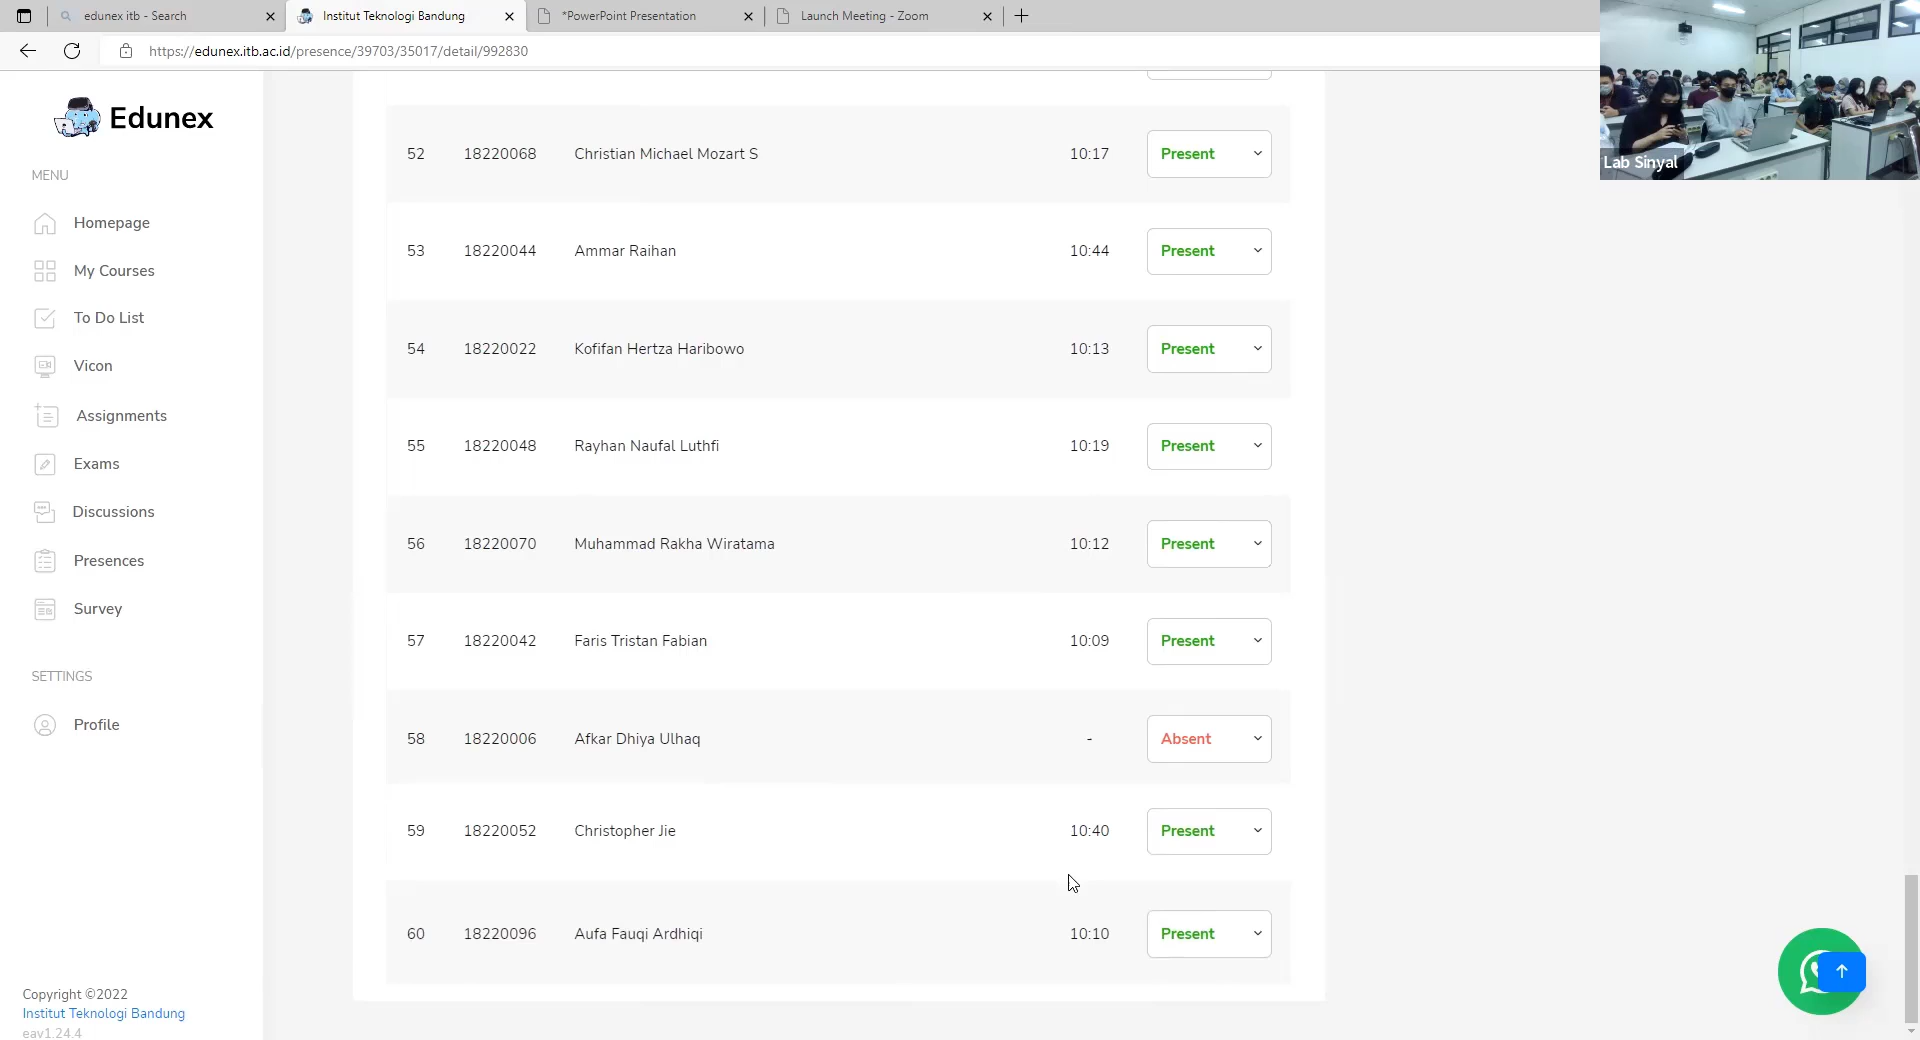 edunex itb - Search
Institut Teknologi Bandung
*PowerPoint Presentation
Launch Meeting - Zoom
https://edunex.itb.ac.id/presence/39703/35017/detail/992830
Lab Sinyal
Edunex
MENU
Homepage
My Courses
To Do List
Vicon
Assignments
Exams
Discussions
Presences
Survey
SETTINGS
Profile
Copyright ©2022
Institut Teknologi Bandung
eav1.24.4
52 18220068 Christian Michael Mozart S 10:17 Present
53 18220044 Ammar Raihan 10:44 Present
54 18220022 Kofifan Hertza Haribowo 10:13 Present
55 18220048 Rayhan Naufal Luthfi 10:19 Present
56 18220070 Muhammad Rakha Wiratama 10:12 Present
57 18220042 Faris Tristan Fabian 10:09 Present
58 18220006 Afkar Dhiya Ulhaq - Absent
59 18220052 Christopher Jie 10:40 Present
60 18220096 Aufa Fauqi Ardhiqi 10:10 Present